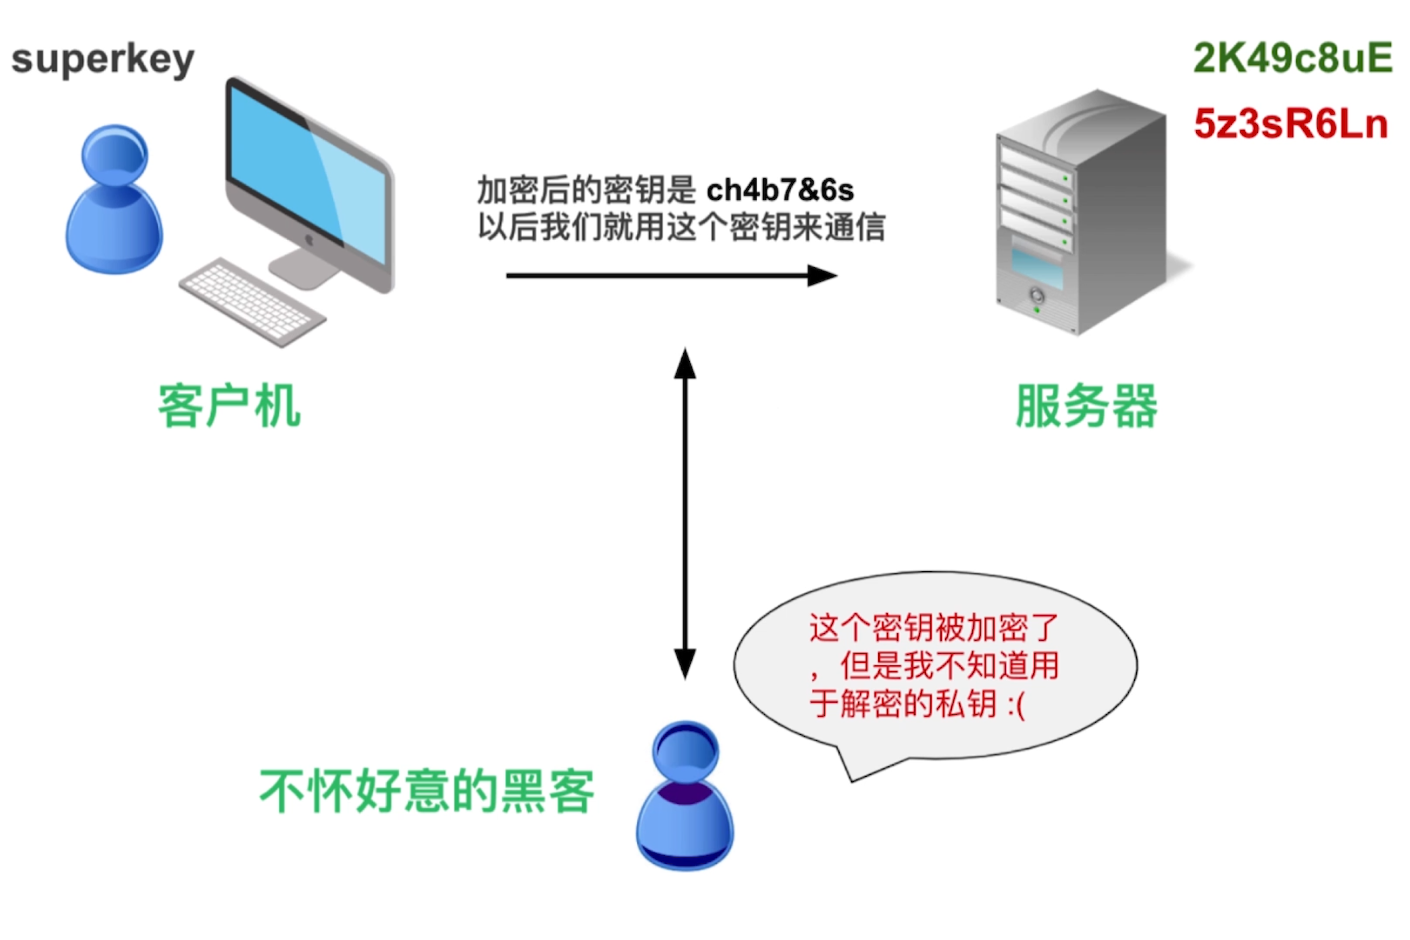 superkey
2K49c8uE
5z3sR6Ln
加密后的密钥是 ch4b7&6s
以后我们就用这个密钥来通信
客户机
服务器
这个密钥被加密了
，但是我不知道用
于解密的私钥 :(
不怀好意的黑客